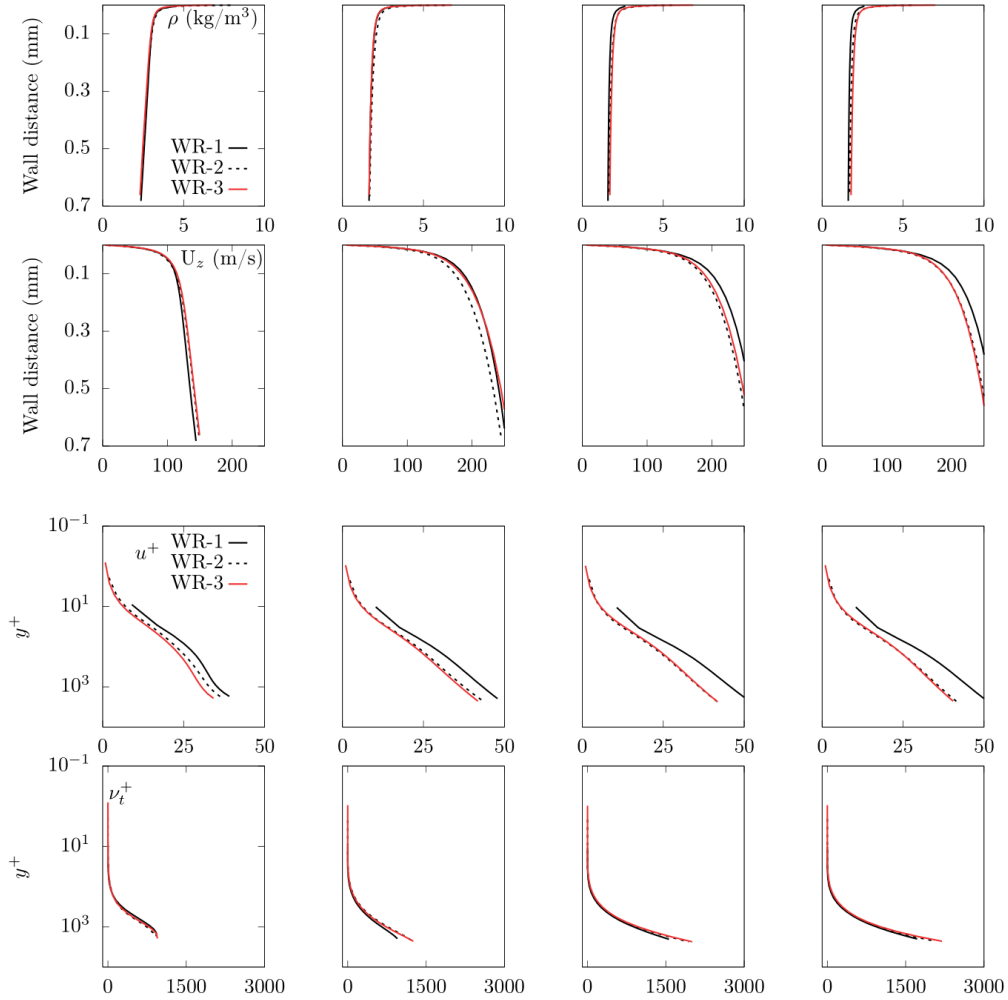 ρ (kg/m³)
Wall distance (mm)
0.1
0.3
0.5
0.7
WR-1
WR-2
WR-3
0 5 10 0 5 10 0 5 10 0 5 10
U_z (m/s)
Wall distance (mm)
0.1
0.3
0.5
0.7
0 100 200 0 100 200 0 100 200 0 100 200
10⁻¹
10¹
10³
y⁺
u⁺
WR-1
WR-2
WR-3
0 25 50 0 25 50 0 25 50 0 25 50
10⁻¹
10¹
10³
y⁺
ν_t⁺
0 1500 3000 0 1500 3000 0 1500 3000 0 1500 3000